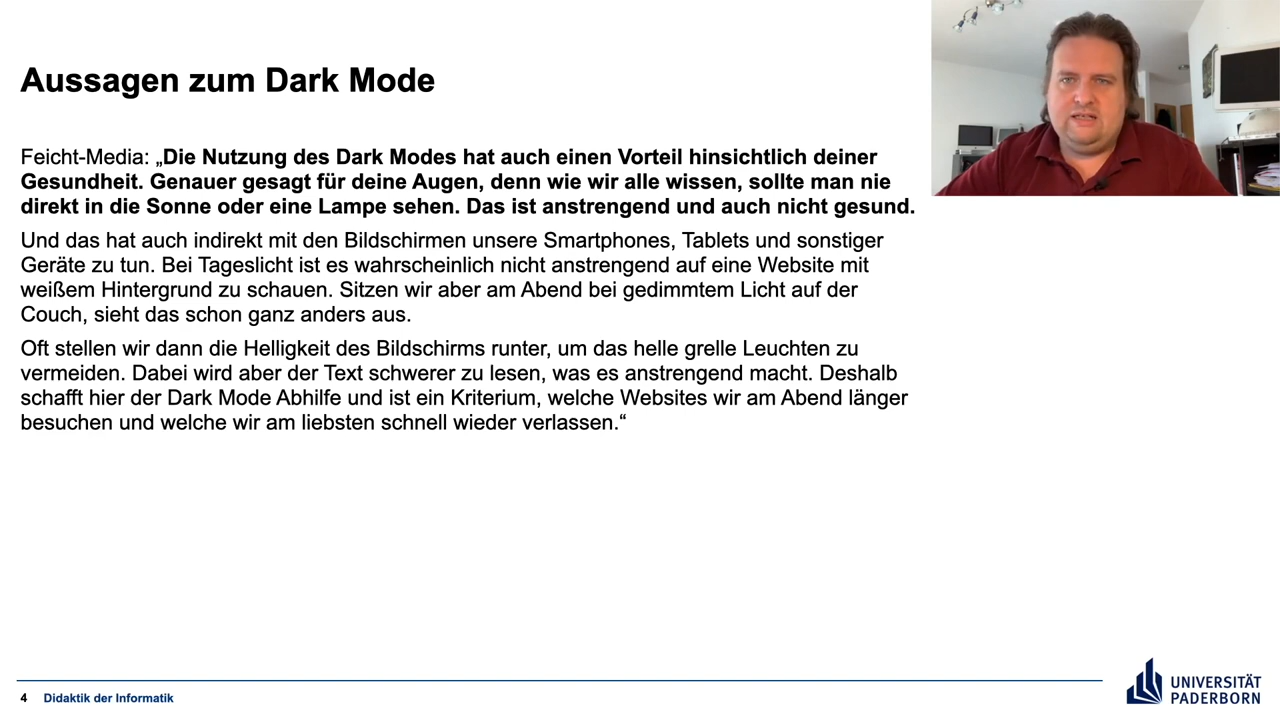 Aussagen zum Dark Mode
Feicht-Media: „Die Nutzung des Dark Modes hat auch einen Vorteil hinsichtlich deiner
Gesundheit. Genauer gesagt für deine Augen, denn wie wir alle wissen, sollte man nie
direkt in die Sonne oder eine Lampe sehen. Das ist anstrengend und auch nicht gesund.
Und das hat auch indirekt mit den Bildschirmen unsere Smartphones, Tablets und sonstiger
Geräte zu tun. Bei Tageslicht ist es wahrscheinlich nicht anstrengend auf eine Website mit
weißem Hintergrund zu schauen. Sitzen wir aber am Abend bei gedimmtem Licht auf der
Couch, sieht das schon ganz anders aus.
Oft stellen wir dann die Helligkeit des Bildschirms runter, um das helle grelle Leuchten zu
vermeiden. Dabei wird aber der Text schwerer zu lesen, was es anstrengend macht. Deshalb
schafft hier der Dark Mode Abhilfe und ist ein Kriterium, welche Websites wir am Abend länger
besuchen und welche wir am liebsten schnell wieder verlassen.“
4 Didaktik der Informatik
UNIVERSITÄT
PADERBORN